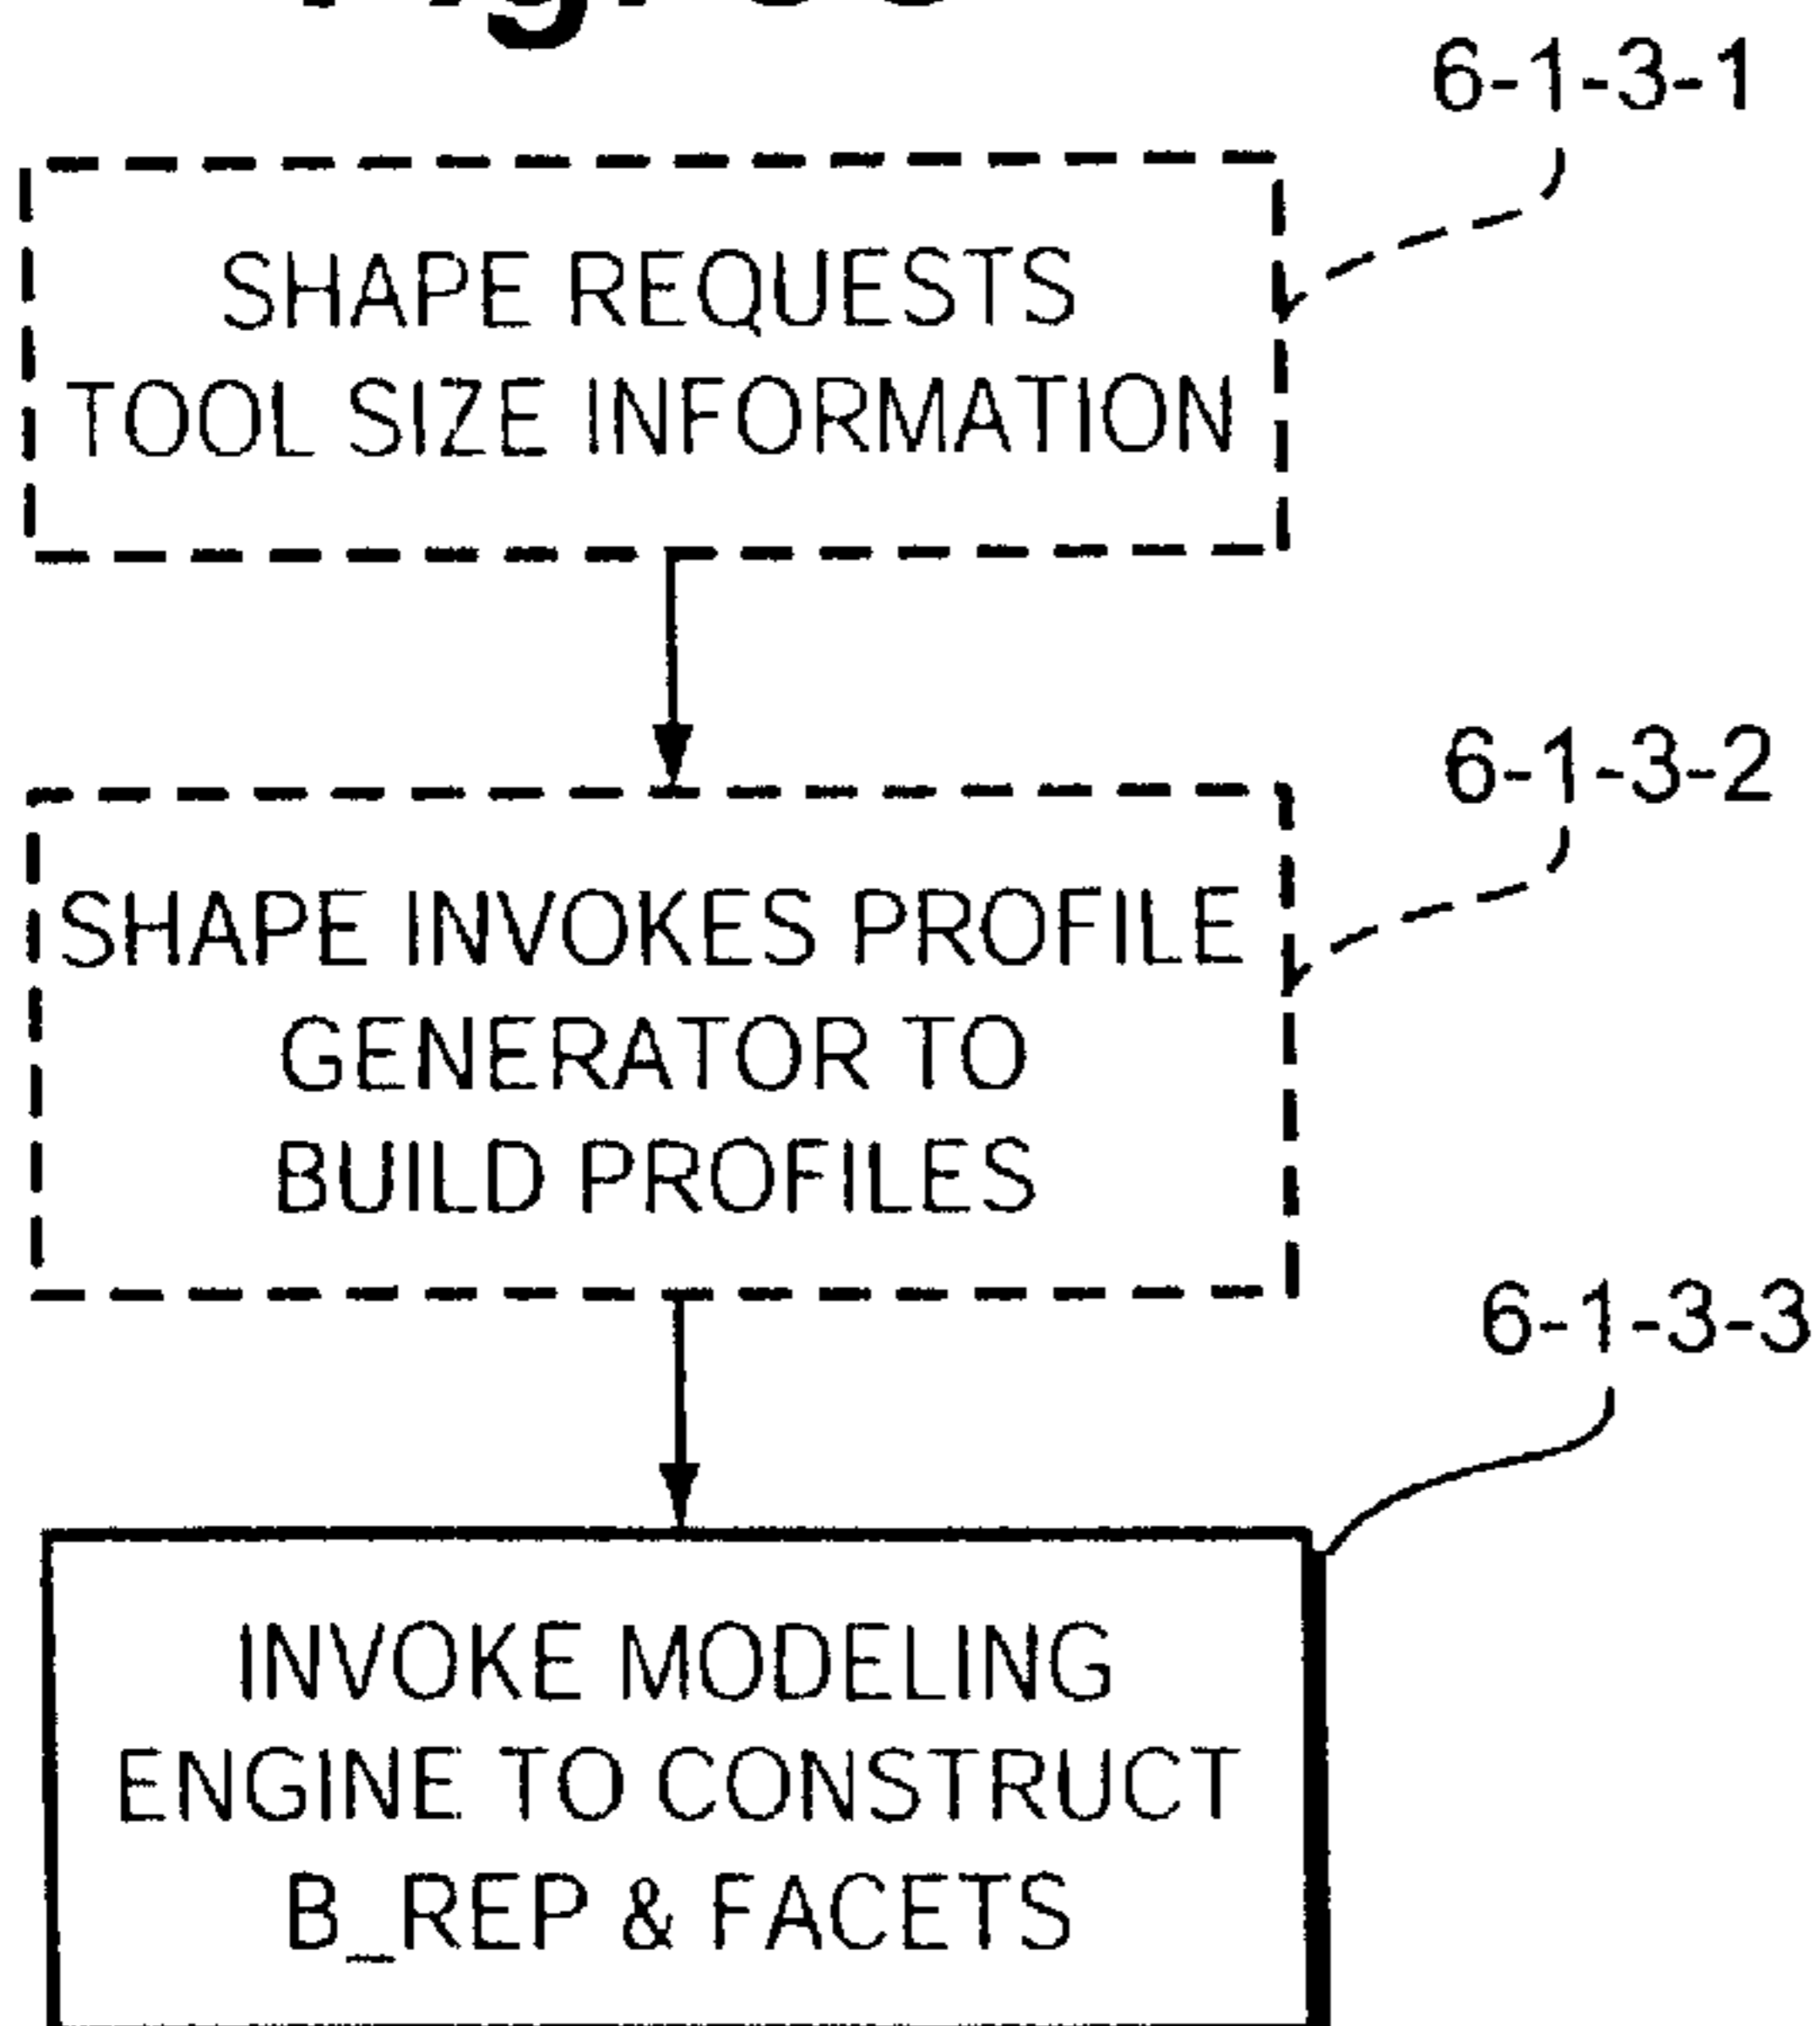 6-1-3-1
SHAPE REQUESTS
TOOL SIZE INFORMATION
6-1-3-2
SHAPE INVOKES PROFILE
GENERATOR TO
BUILD PROFILES
6-1-3-3
INVOKE MODELING
ENGINE TO CONSTRUCT
B_REP & FACETS